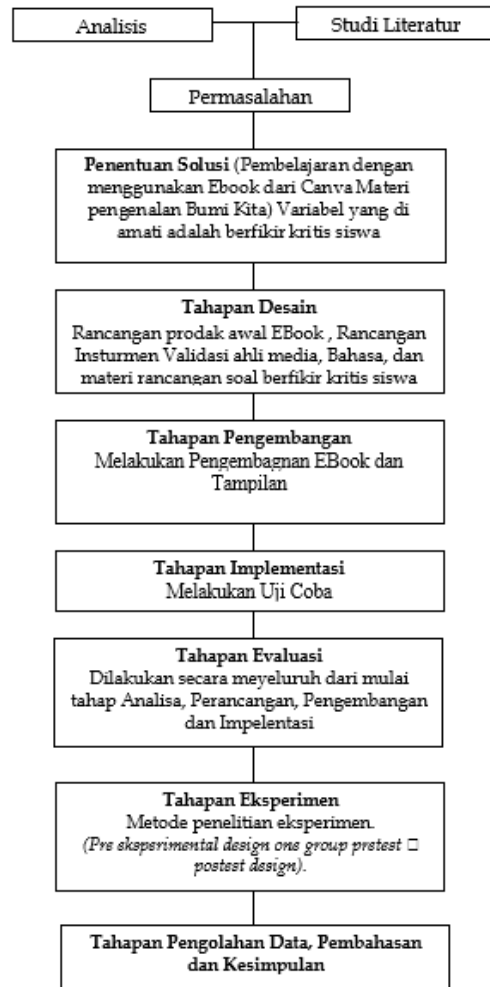 Analisis
Studi Literatur
Permasalahan
Penentuan Solusi (Pembelajaran dengan
menggunakan Ebook dari Canva Materi
pengenalan Bumi Kita) Variabel yang di
amati adalah berfikir kritis siswa
Tahapan Desain
Rancangan prodak awal EBook , Rancangan
Insturmen Validasi ahli media, Bahasa, dan
materi rancangan soal berfikir kritis siswa
Tahapan Pengembangan
Melakukan Pengembagnan EBook dan
Tampilan
Tahapan Implementasi
Melakukan Uji Coba
Tahapan Evaluasi
Dilakukan secara meyeluruh dari mulai
tahap Analisa, Perancangan, Pengembangan
dan Impelentasi
Tahapan Eksperimen
Metode penelitian eksperimen.
(Pre eksperimental design one group pretest □
postest design).
Tahapan Pengolahan Data, Pembahasan
dan Kesimpulan